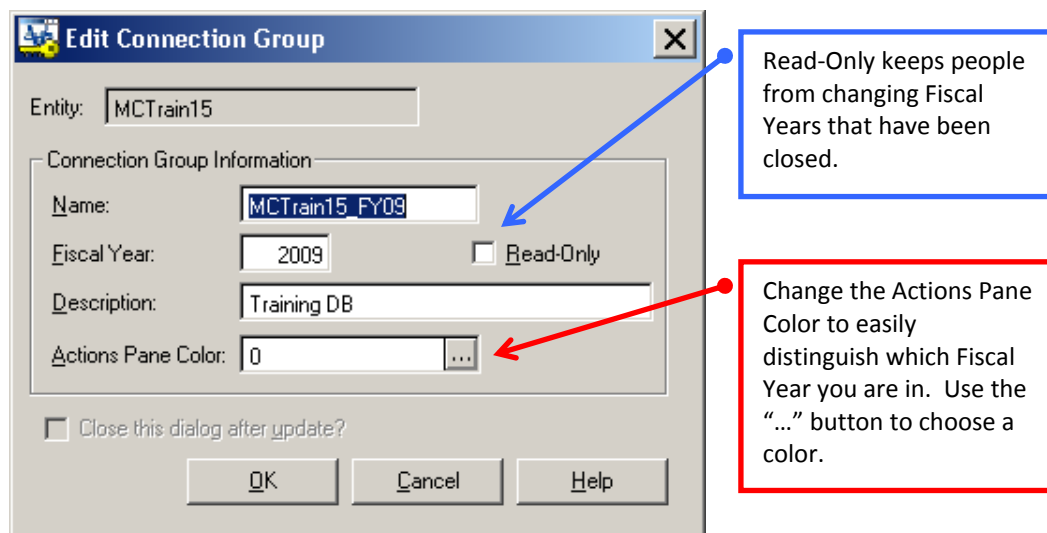 Edit Connection Group
Entity: MCTrain15
Connection Group Information
Name: MCTrain15_FY09
Fiscal Year: 2009 Read-Only
Description: Training DB
Actions Pane Color: 0 ...
Close this dialog after update?
OK Cancel Help
Read-Only keeps people
from changing Fiscal
Years that have been
closed.
Change the Actions Pane
Color to easily
distinguish which Fiscal
Year you are in. Use the
“…” button to choose a
color.